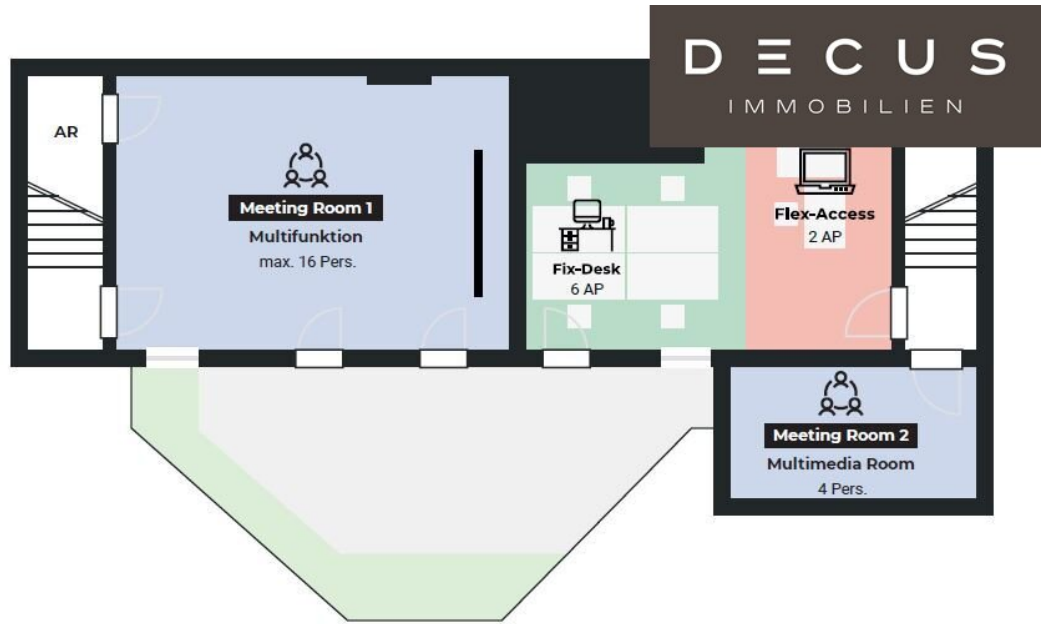 DECUS
IMMOBILIEN
AR
Meeting Room 1
Multifunktion
max. 16 Pers.
Fix-Desk
6 AP
Flex-Access
2 AP
Meeting Room 2
Multimedia Room
4 Pers.